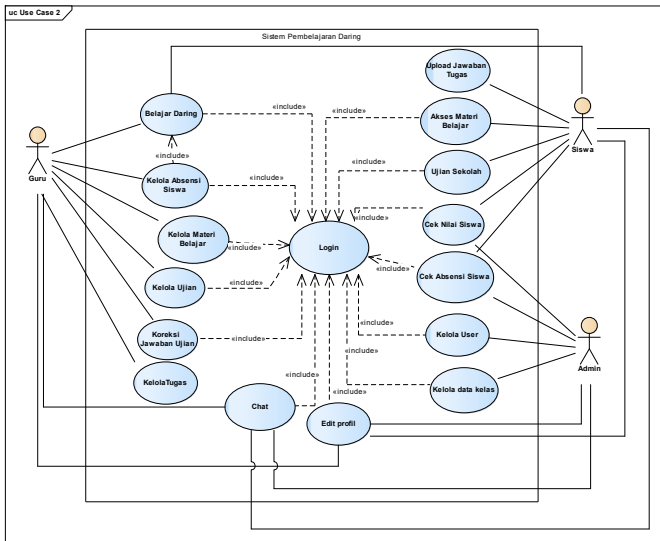 uc Use Case 2
Sistem Pembelajaran Daring
Upload Jawaban
Tugas
Belajar Daring
«include»
«include»
Akses Materi
Belajar
Siswa
Guru
«include»
Kelola Absensi
Siswa
«include»
«include»
Ujian Sekolah
Kelola Materi
Belajar
«include»
«include»
Cek Nilai Siswa
Login
Kelola Ujian
«include»
«include»
Cek Absensi Siswa
Koreksi
Jawaban Ujian
«include»
«include»
Kelola User
Admin
KelolaTugas
«include»
«include»
«include»
Kelola data kelas
Chat
Edit profil